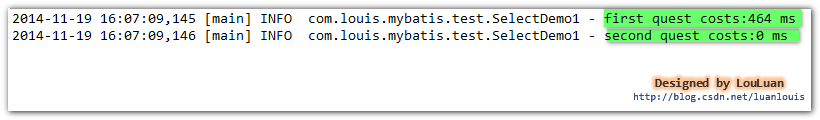 2014-11-19 16:07:09,145 [main] INFO  com.louis.mybatis.test.SelectDemo1 - first quest costs:464 ms
2014-11-19 16:07:09,146 [main] INFO  com.louis.mybatis.test.SelectDemo1 - second quest costs:0 ms
Designed by LouLuan
http://blog.csdn.net/luanlouis